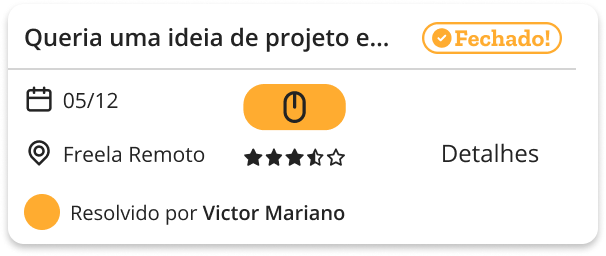 Queria uma ideia de projeto e...
Fechado!
05/12
Freela Remoto
Detalhes
Resolvido por Victor Mariano